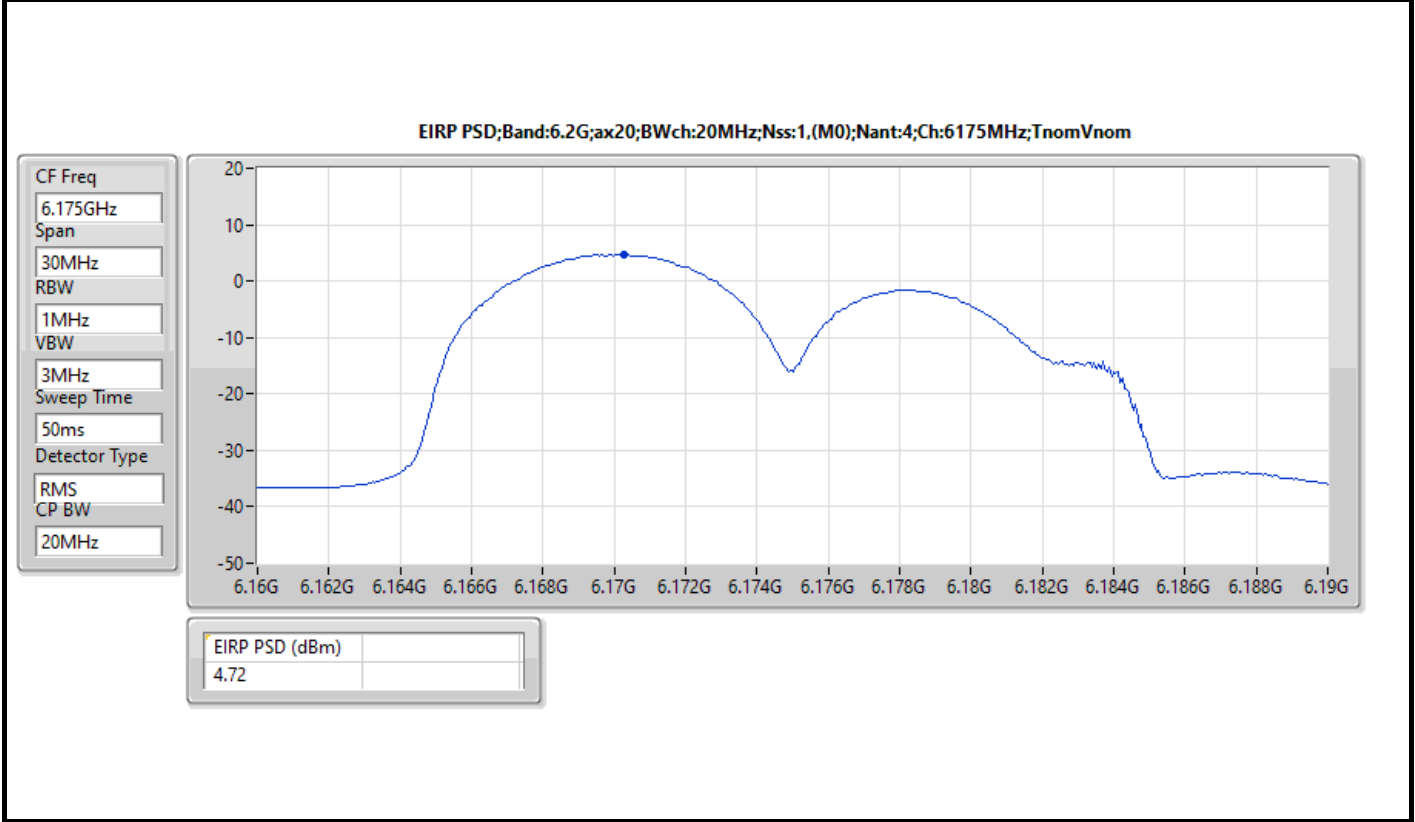 EIRP PSD;Band:6.2G;ax20;BWch:20MHz;Nss:1,(M0);Nant:4;Ch:6175MHz;TnomVnom
CF Freq
6.175GHz
Span
30MHz
RBW
1MHz
VBW
3MHz
Sweep Time
50ms
Detector Type
RMS
CP BW
20MHz
20
10
0
-10
-20
-30
-40
-50
6.16G 6.162G 6.164G 6.166G 6.168G 6.17G 6.172G 6.174G 6.176G 6.178G 6.18G 6.182G 6.184G 6.186G 6.188G 6.19G
EIRP PSD (dBm)
4.72